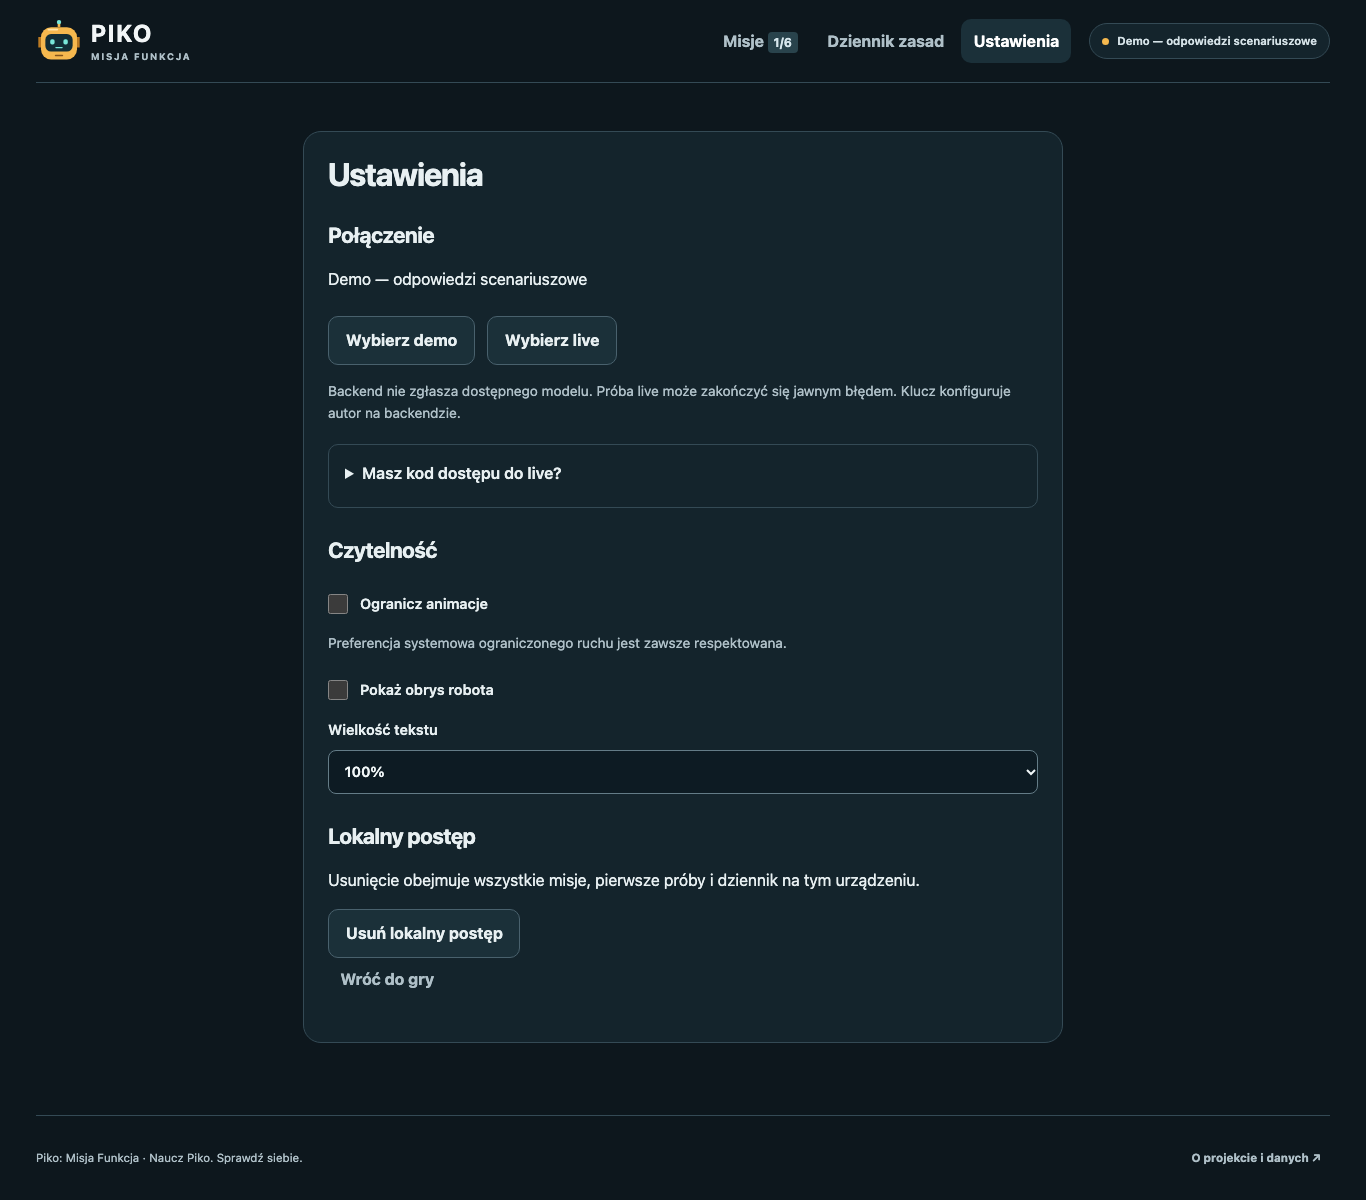 PIKO
MISJA FUNKCJA
Misje 1/6
Dziennik zasad
Ustawienia
Demo — odpowiedzi scenariuszowe
Ustawienia
Połączenie
Demo — odpowiedzi scenariuszowe
Wybierz demo
Wybierz live
Backend nie zgłasza dostępnego modelu. Próba live może zakończyć się jawnym błędem. Klucz konfiguruje
autor na backendzie.
Masz kod dostępu do live?
Czytelność
Ogranicz animacje
Preferencja systemowa ograniczonego ruchu jest zawsze respektowana.
Pokaż obrys robota
Wielkość tekstu
100%
Lokalny postęp
Usunięcie obejmuje wszystkie misje, pierwsze próby i dziennik na tym urządzeniu.
Usuń lokalny postęp
Wróć do gry
Piko: Misja Funkcja · Naucz Piko. Sprawdź siebie.
O projekcie i danych ↗